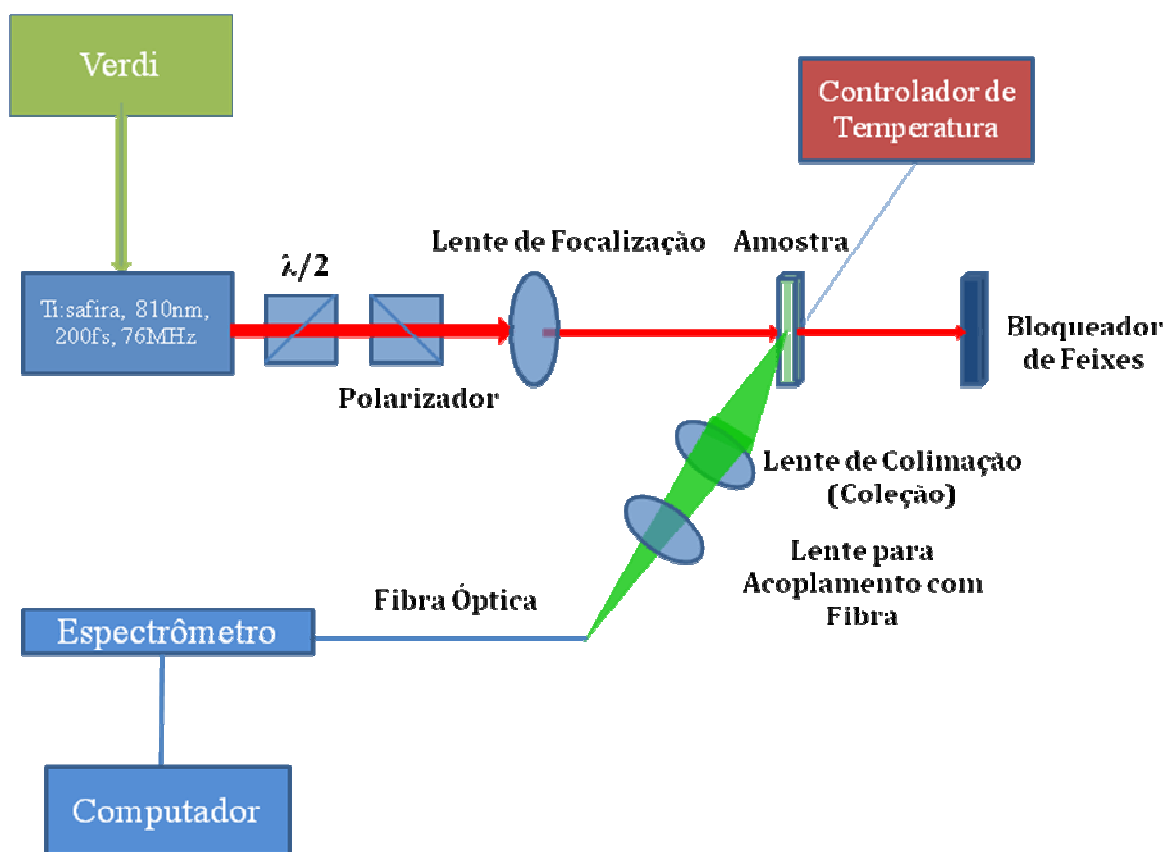 Verdi
Controlador de
Temperatura
Lente de Focalização
Amostra
λ/2
Ti:safira, 810nm,
200fs, 76MHz
Bloqueador
de Feixes
Polarizador
Lente de Colimação
(Coleção)
Lente para
Acoplamento com
Fibra
Fibra Óptica
Espectrômetro
Computador